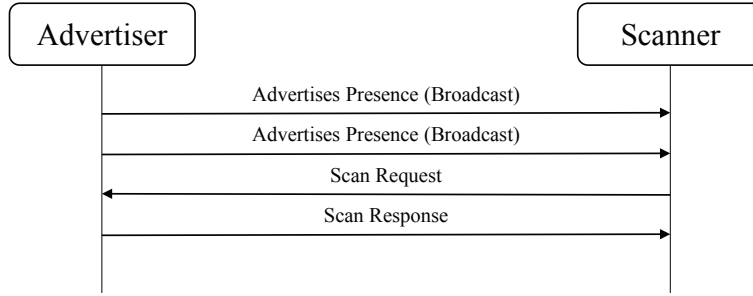 Advertiser
Scanner
Advertises Presence (Broadcast)
Advertises Presence (Broadcast)
Scan Request
Scan Response